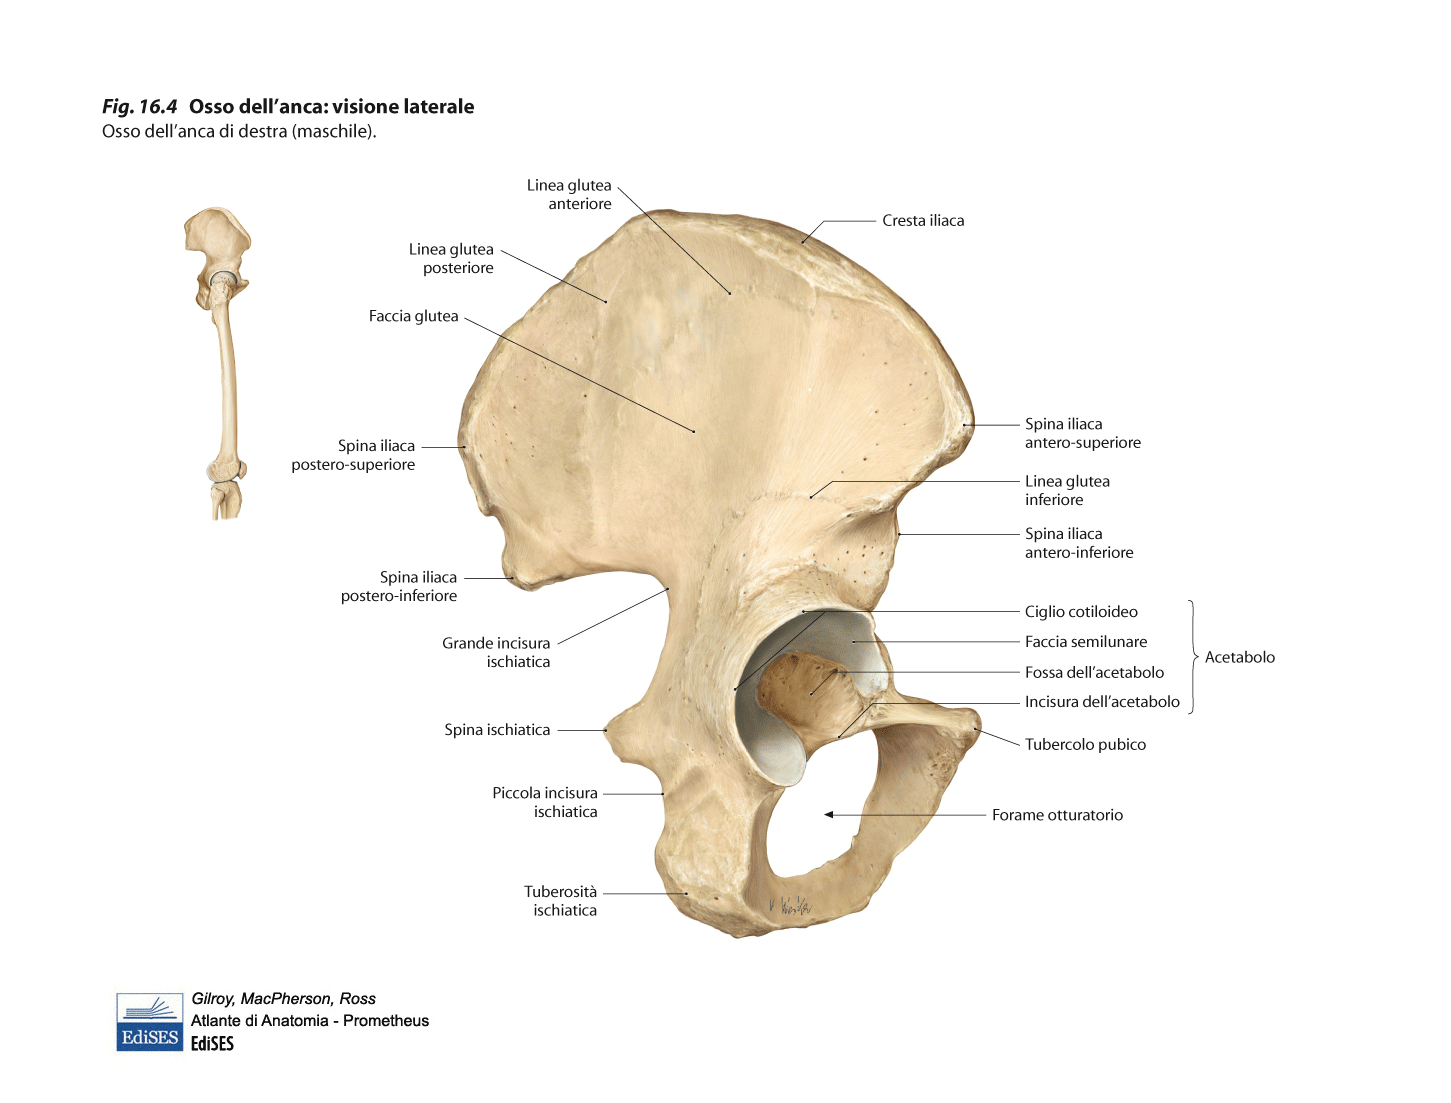 Fig. 16.4 Osso dell'anca: visione laterale
Osso dell'anca di destra (maschile).
Linea glutea
anteriore
Cresta iliaca
Linea glutea
posteriore
Faccia glutea
Spina iliaca
antero-superiore
Spina iliaca
postero-superiore
Linea glutea
inferiore
Spina iliaca
antero-inferiore
Spina iliaca
postero-inferiore
Ciglio cotiloideo
Faccia semilunare
Acetabolo
Fossa dell'acetabolo
Incisura dell'acetabolo
Grande incisura
ischiatica
Spina ischiatica
Tubercolo pubico
Piccola incisura
ischiatica
Forame otturatorio
Tuberosità
ischiatica
Gilroy, MacPherson, Ross
Atlante di Anatomia - Prometheus
EdiSES
EdiSES